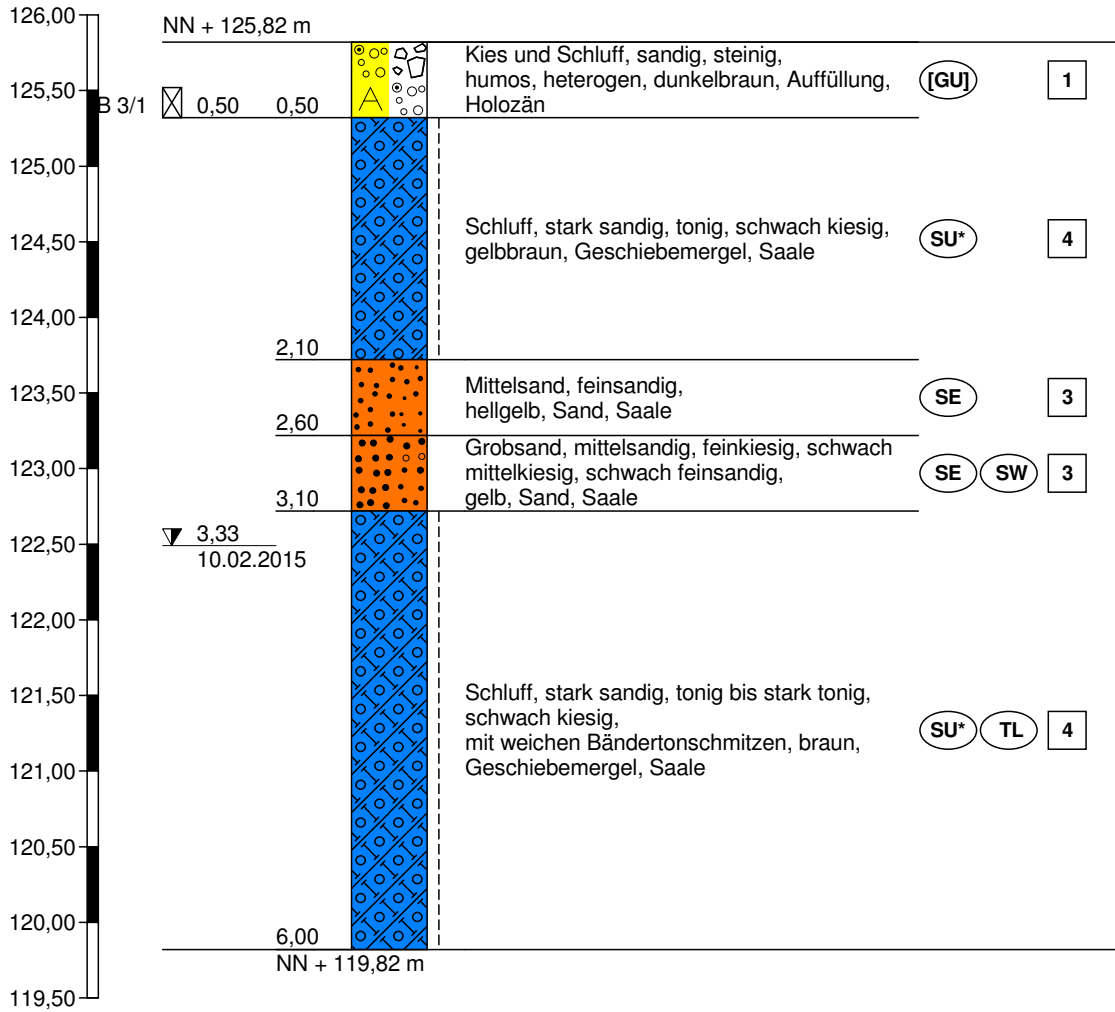 126,00
NN + 125,82 m
Kies und Schluff, sandig, steinig,
humos, heterogen, dunkelbraun, Auffüllung,
Holozän
[GU]
1
A
125,50
B 3/1
0,50
0,50
125,00
Schluff, stark sandig, tonig, schwach kiesig,
gelbbraun, Geschiebemergel, Saale
SU*
4
124,50
124,00
2,10
Mittelsand, feinsandig,
hellgelb, Sand, Saale
SE
3
123,50
2,60
Grobsand, mittelsandig, feinkiesig, schwach
mittelkiesig, schwach feinsandig,
gelb, Sand, Saale
SE
SW
3
123,00
3,10
3,33
10.02.2015
122,50
122,00
Schluff, stark sandig, tonig bis stark tonig,
schwach kiesig,
mit weichen Bändertonschmitzen, braun,
Geschiebemergel, Saale
SU*
TL
4
121,50
121,00
120,50
120,00
6,00
NN + 119,82 m
119,50